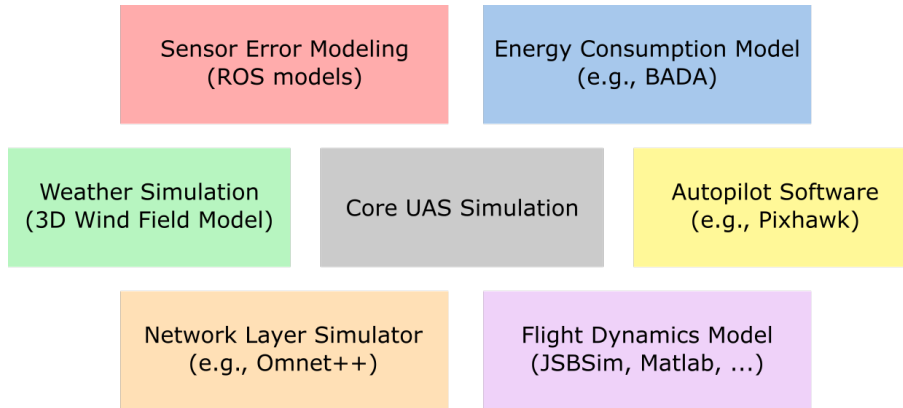 Sensor Error Modeling
(ROS models)
Energy Consumption Model
(e.g., BADA)
Weather Simulation
(3D Wind Field Model)
Core UAS Simulation
Autopilot Software
(e.g., Pixhawk)
Network Layer Simulator
(e.g., Omnet++)
Flight Dynamics Model
(JSBSim, Matlab, ...)